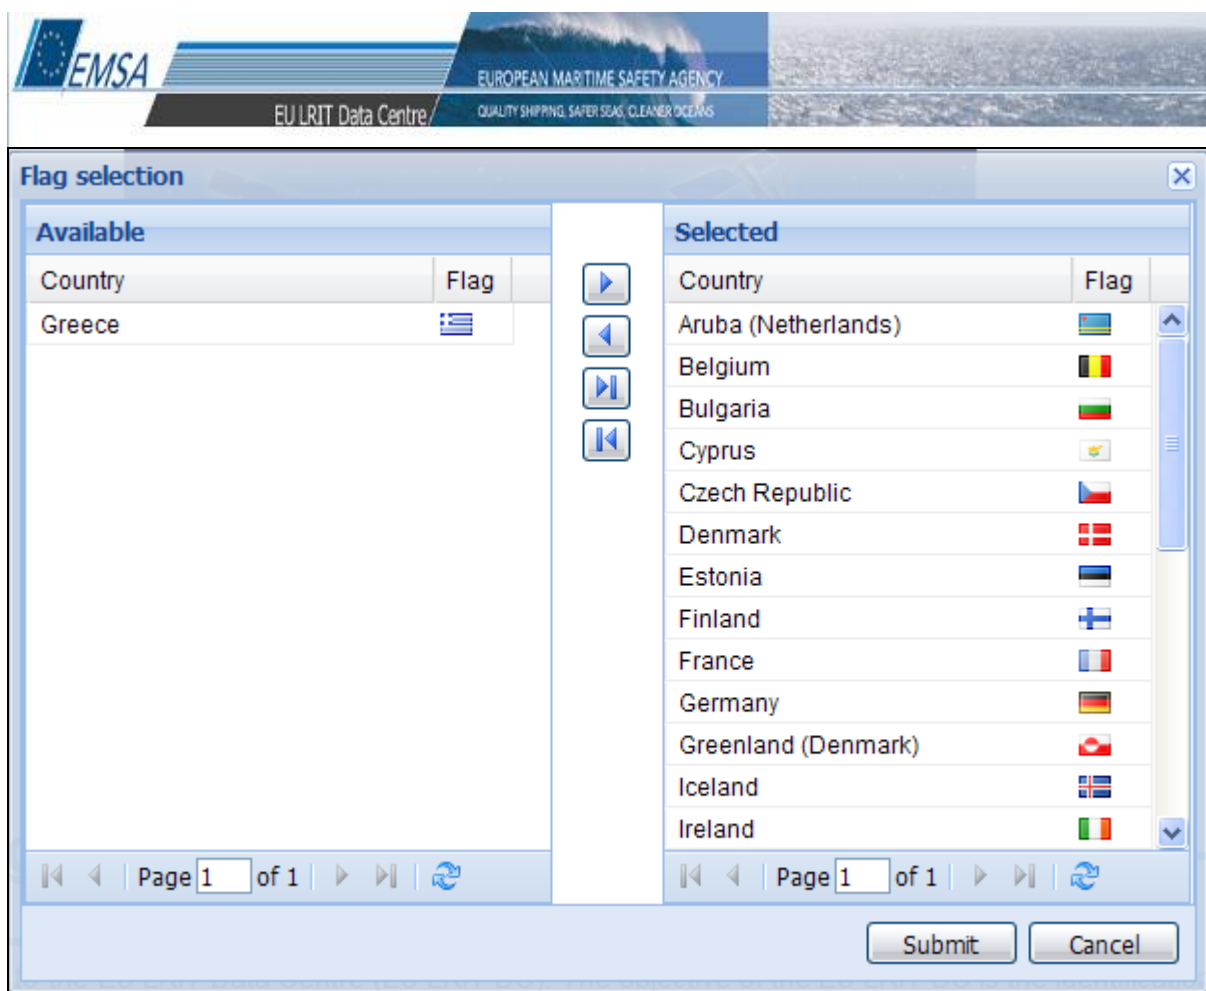 EMSA
EUROPEAN MARITIME SAFETY AGENCY
EU LRIT Data Centre
QUALITY SHIPPING, SAFER SEAS, CLEANER OCEANS
Flag selection
Available
Selected
Country Flag
Country Flag
Greece
Aruba (Netherlands)
Belgium
Bulgaria
Cyprus
Czech Republic
Denmark
Estonia
Finland
France
Germany
Greenland (Denmark)
Iceland
Ireland
Page 1 of 1
Page 1 of 1
Submit Cancel